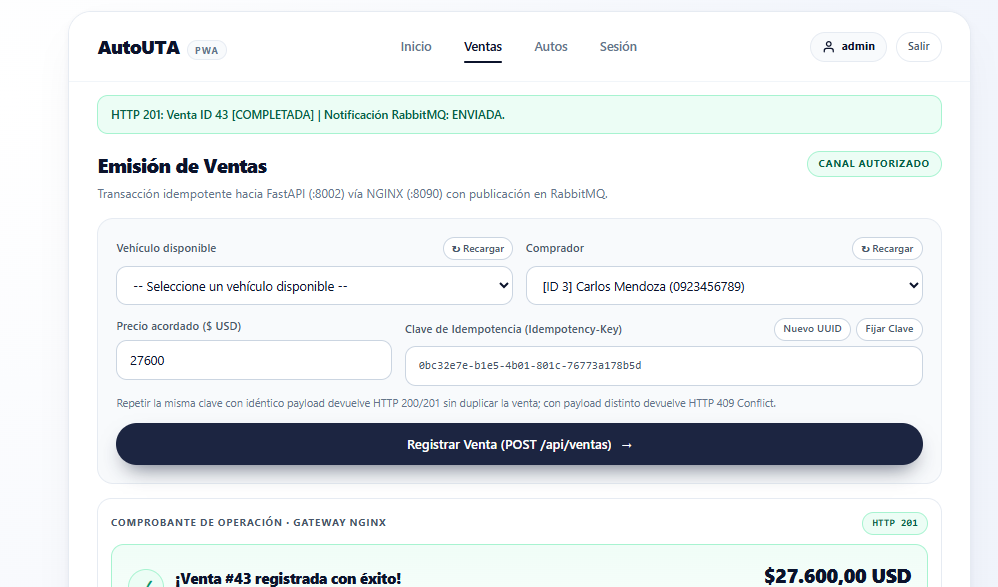 AutoUTA PWA Inicio Ventas Autos Sesión admin Salir
HTTP 201: Venta ID 43 [COMPLETADA] | Notificación RabbitMQ: ENVIADA.
Emisión de Ventas
CANAL AUTORIZADO
Transacción idempotente hacia FastAPI (:8002) vía NGINX (:8090) con publicación en RabbitMQ.
Vehículo disponible ↻ Recargar Comprador ↻ Recargar
-- Seleccione un vehículo disponible -- [ID 3] Carlos Mendoza (0923456789)
Precio acordado ($ USD) Clave de Idempotencia (Idempotency-Key) Nuevo UUID Fijar Clave
27600 0bc32e7e-b1e5-4b01-801c-76773a178b5d
Repetir la misma clave con idéntico payload devuelve HTTP 200/201 sin duplicar la venta; con payload distinto devuelve HTTP 409 Conflict.
Registrar Venta (POST /api/ventas) →
COMPROBANTE DE OPERACIÓN · GATEWAY NGINX HTTP 201
¡Venta #43 registrada con éxito! $27.600,00 USD